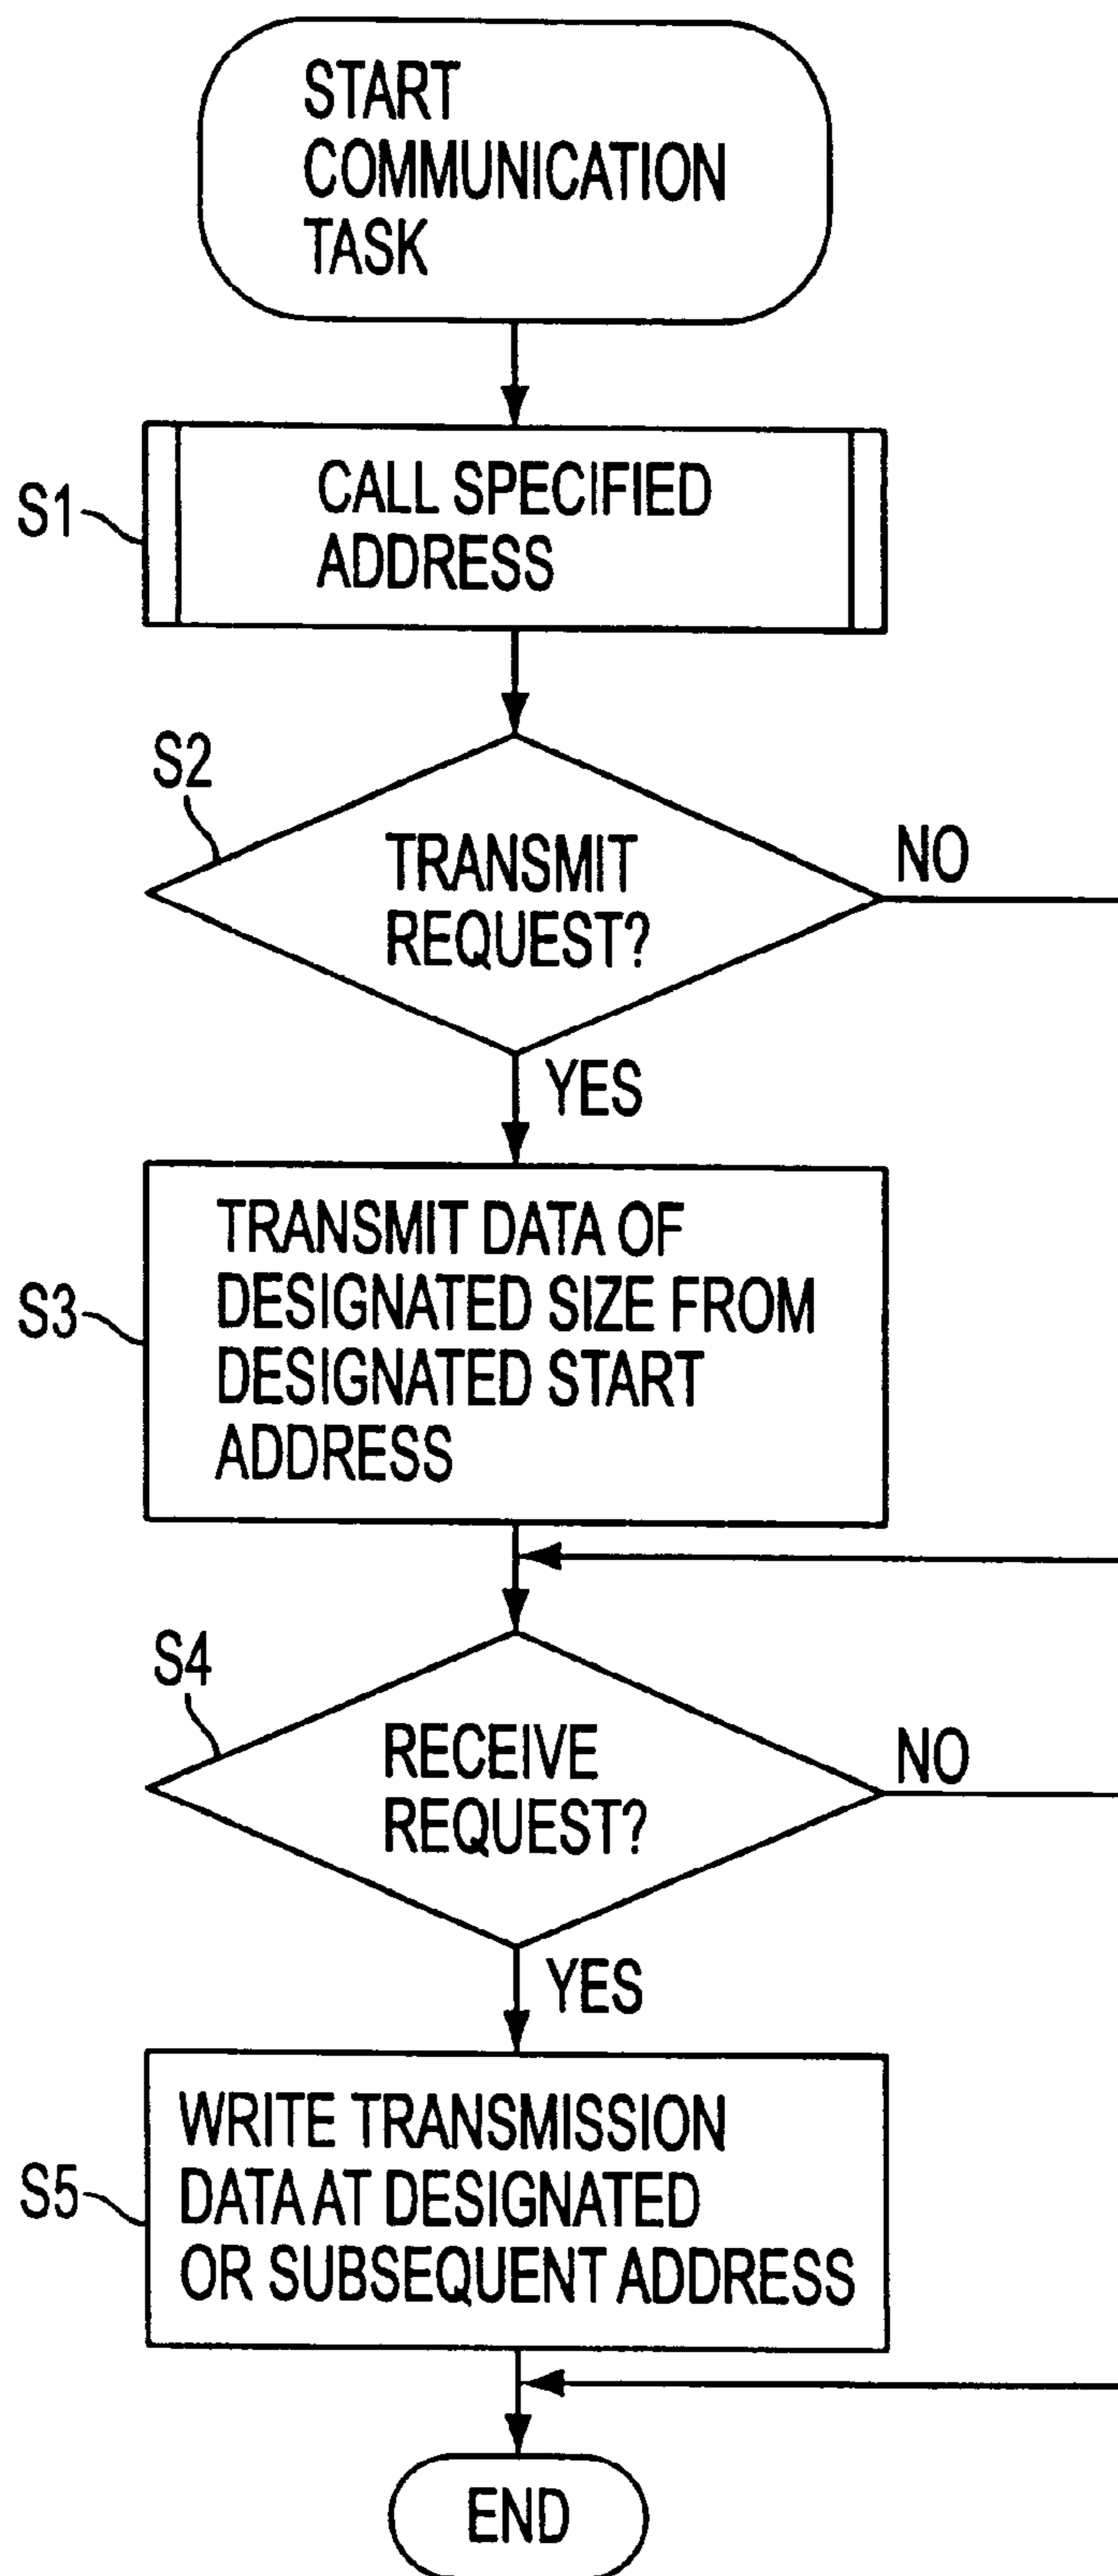 START
COMMUNICATION
TASK
S1
CALL SPECIFIED
ADDRESS
S2
TRANSMIT
REQUEST?
NO
YES
S3
TRANSMIT DATA OF
DESIGNATED SIZE FROM
DESIGNATED START
ADDRESS
S4
RECEIVE
REQUEST?
NO
YES
S5
WRITE TRANSMISSION
DATA AT DESIGNATED
OR SUBSEQUENT ADDRESS
END